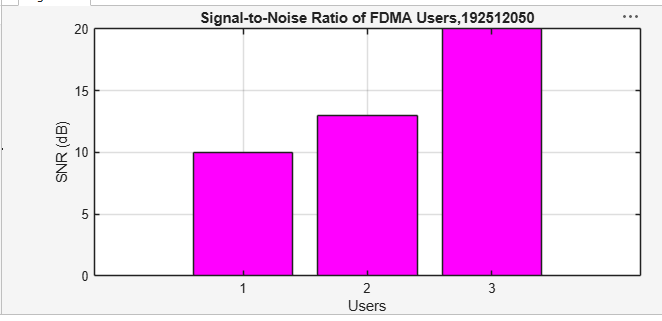 Signal-to-Noise Ratio of FDMA Users,192512050
20
15
10
5
0
SNR (dB)
1 2 3
Users